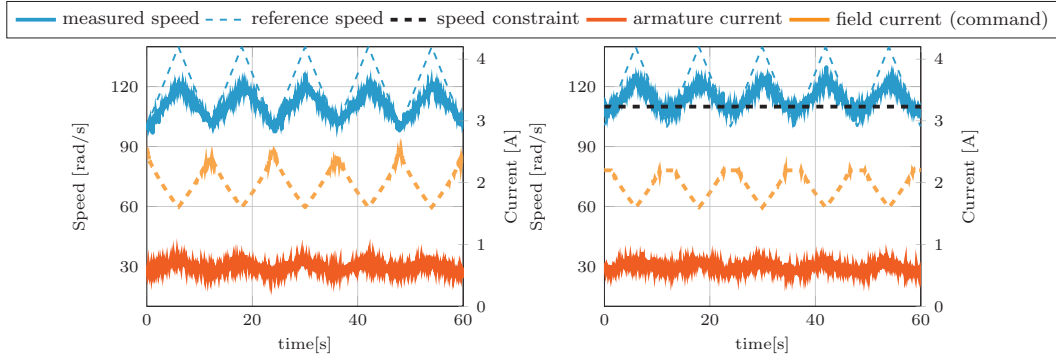 measured speed reference speed speed constraint armature current field current (command)
120
90
60
30
4
3
2
1
0
0 20 40 60
time[s]
Speed [rad/s]
Current [A]
120
90
60
30
4
3
2
1
0
0 20 40 60
time[s]
Speed [rad/s]
Current [A]